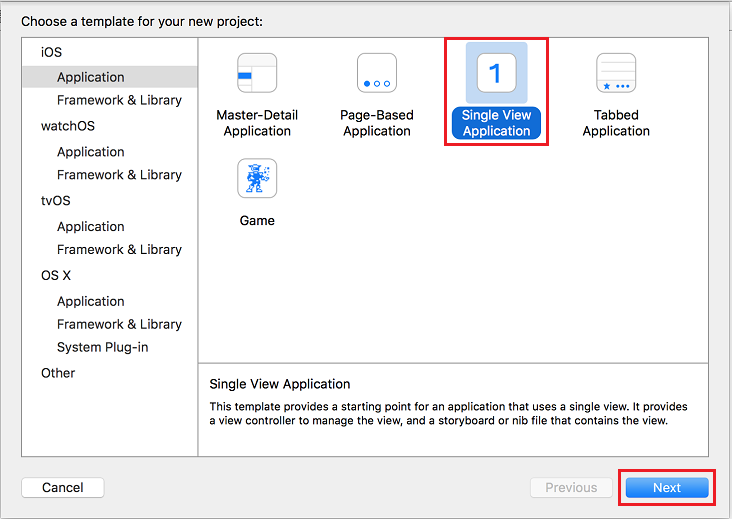 Choose a template for your new project:
iOS
Application
Framework & Library
watchOS
Application
Framework & Library
tvOS
Application
Framework & Library
OS X
Application
Framework & Library
System Plug-in
Other
Master-Detail
Application
Page-Based
Application
1
Single View
Application
Tabbed
Application
Game
Single View Application
This template provides a starting point for an application that uses a single view. It provides
a view controller to manage the view, and a storyboard or nib file that contains the view.
Cancel
Previous
Next